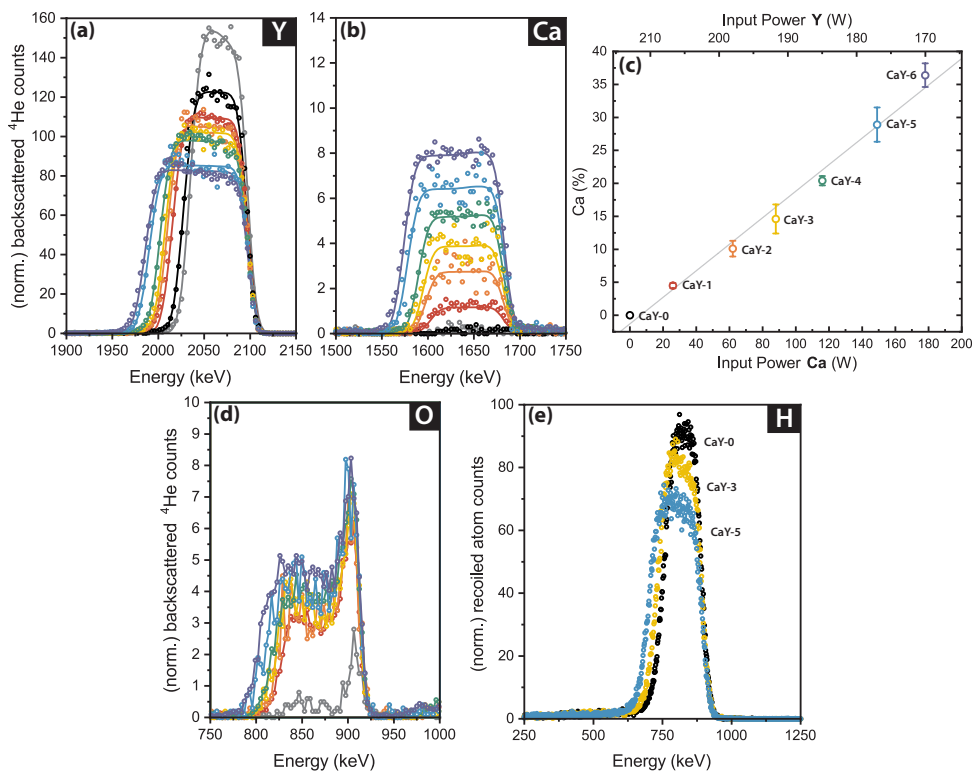 (a)
Y
160
140
120
100
80
60
40
20
0
1900
1950
2000
2050
2100
2150
(norm.) backscattered ⁴He counts
Energy (keV)
(b)
Ca
14
12
10
8
6
4
2
0
1500
1550
1600
1650
1700
1750
Energy (keV)
Input Power Y (W)
210
200
190
180
170
(c)
40
35
30
25
20
15
10
5
0
Ca (%)
CaY-6
CaY-5
CaY-4
CaY-3
CaY-2
CaY-1
CaY-0
0
20
40
60
80
100
120
140
160
180
200
Input Power Ca (W)
(d)
O
10
9
8
7
6
5
4
3
2
1
0
750
800
850
900
950
1000
(norm.) backscattered ⁴He counts
Energy (keV)
(e)
H
100
80
60
40
20
0
CaY-0
CaY-3
CaY-5
250
500
750
1000
1250
(norm.) recoiled atom counts
Energy (keV)